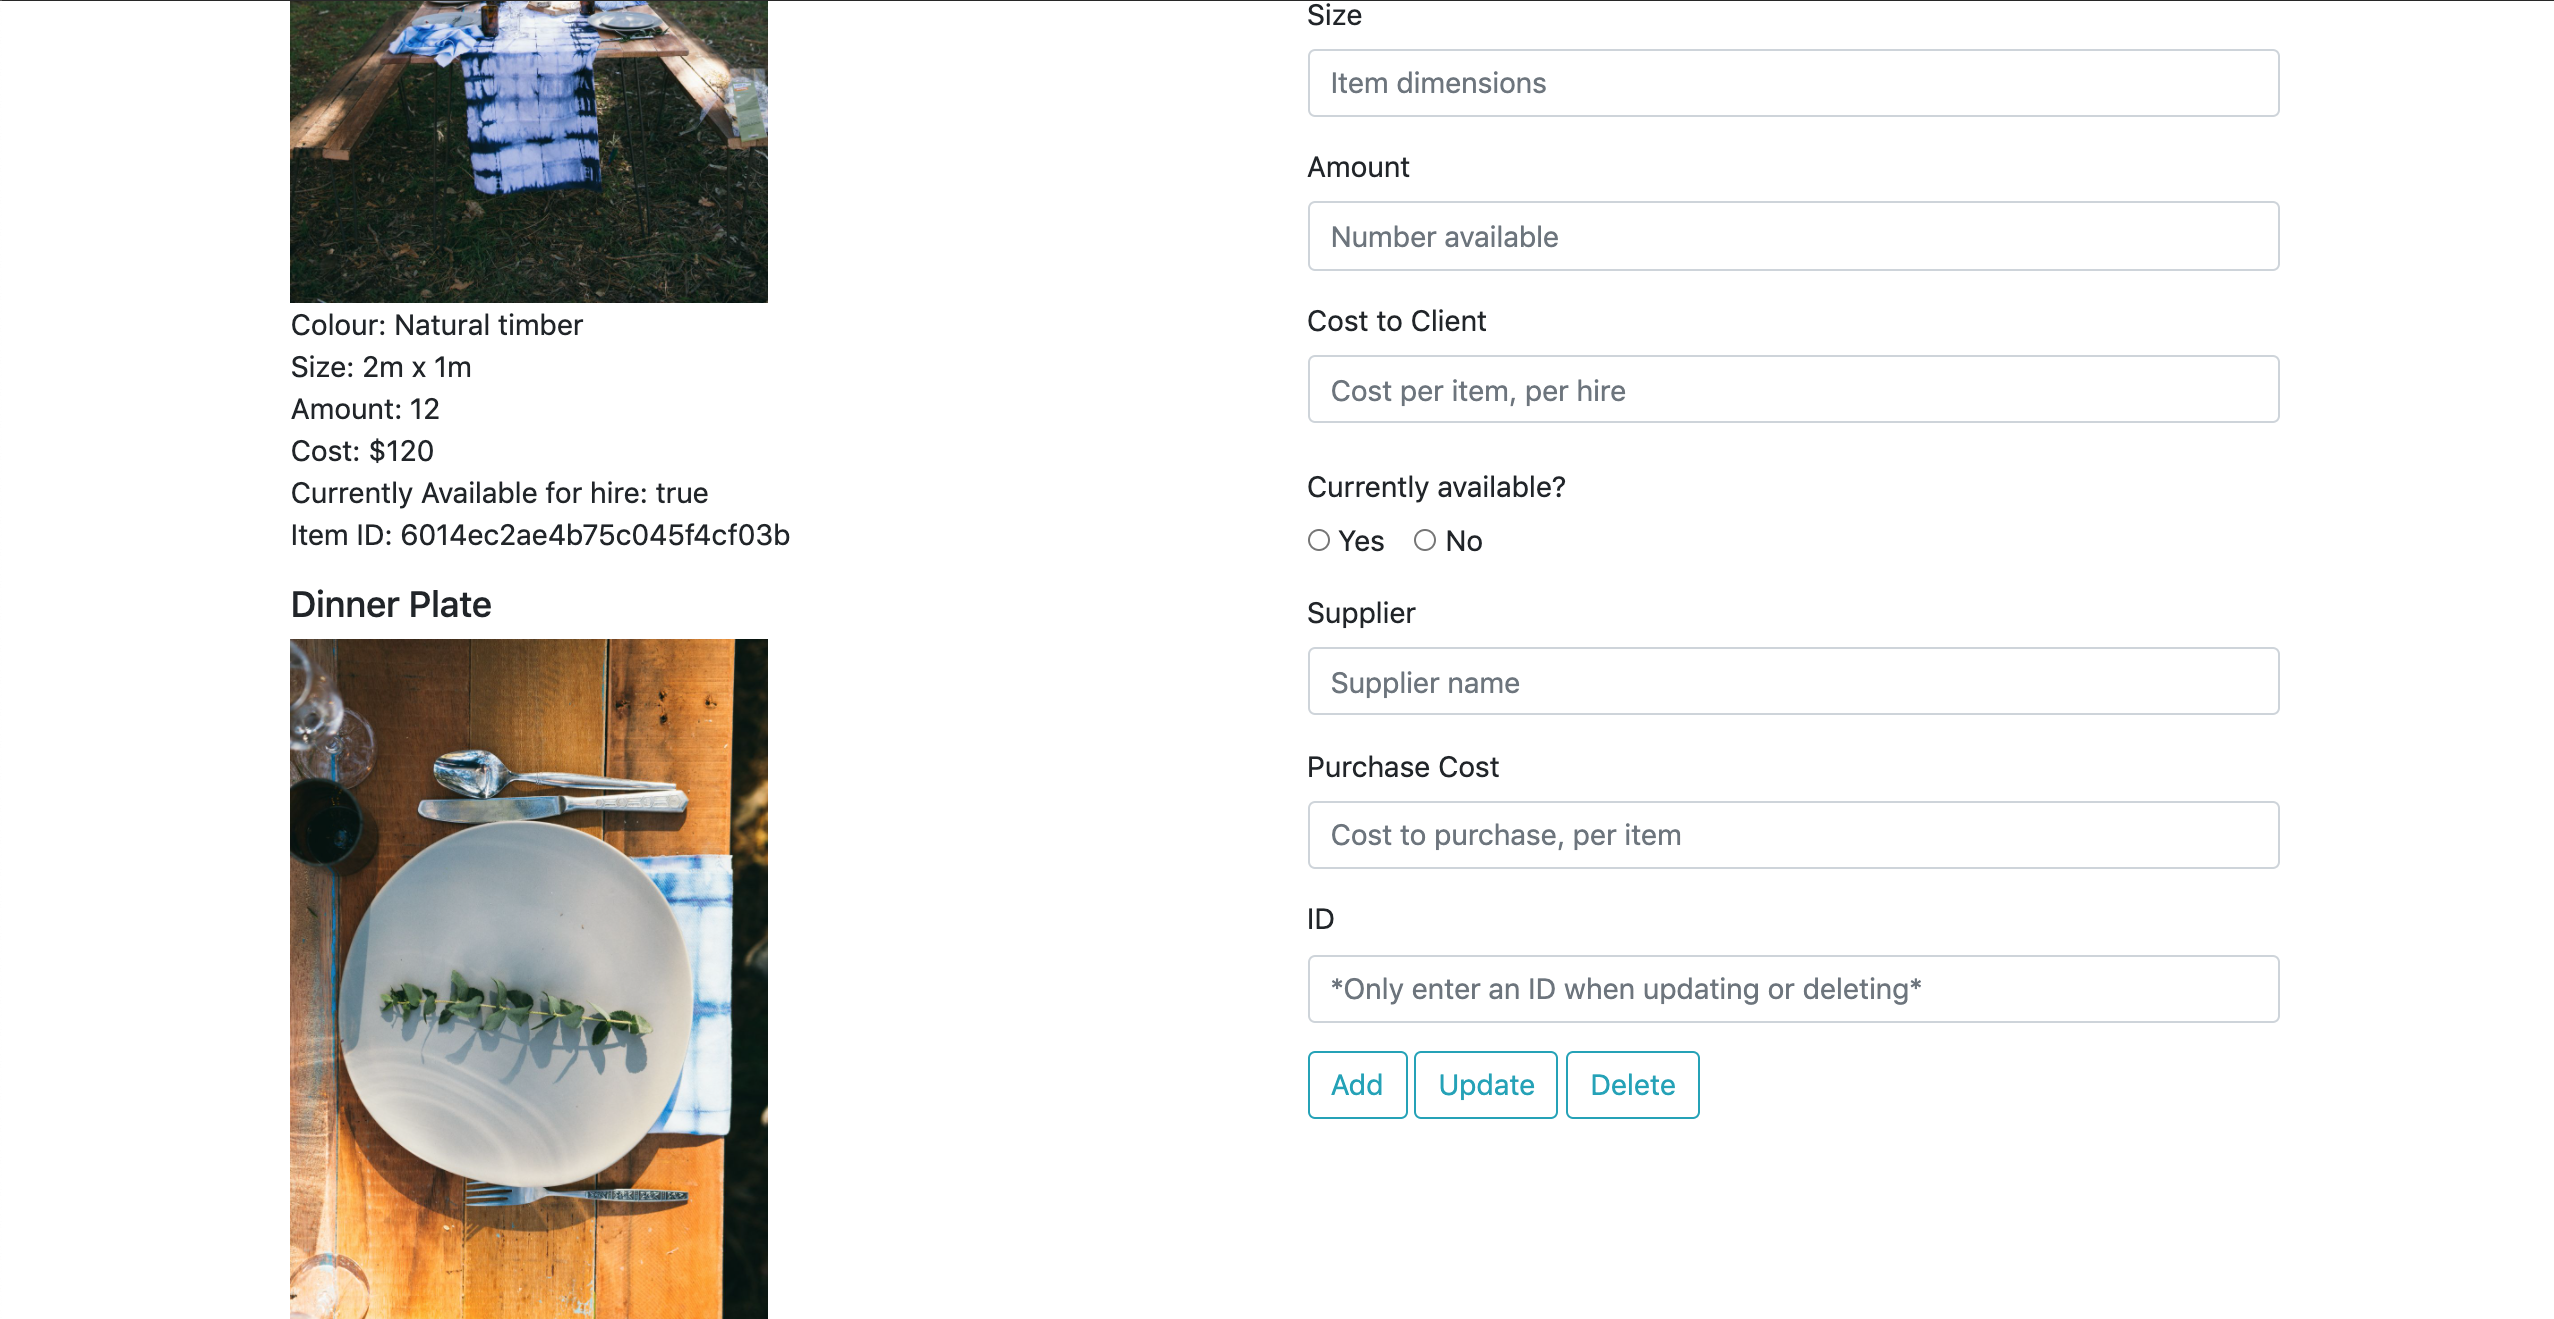 Colour: Natural timber
Size: 2m x 1m
Amount: 12
Cost: $120
Currently Available for hire: true
Item ID: 6014ec2ae4b75c045f4cf03b
Dinner Plate
Size
Item dimensions
Amount
Number available
Cost to Client
Cost per item, per hire
Currently available?
Yes No
Supplier
Supplier name
Purchase Cost
Cost to purchase, per item
ID
*Only enter an ID when updating or deleting*
Add Update Delete